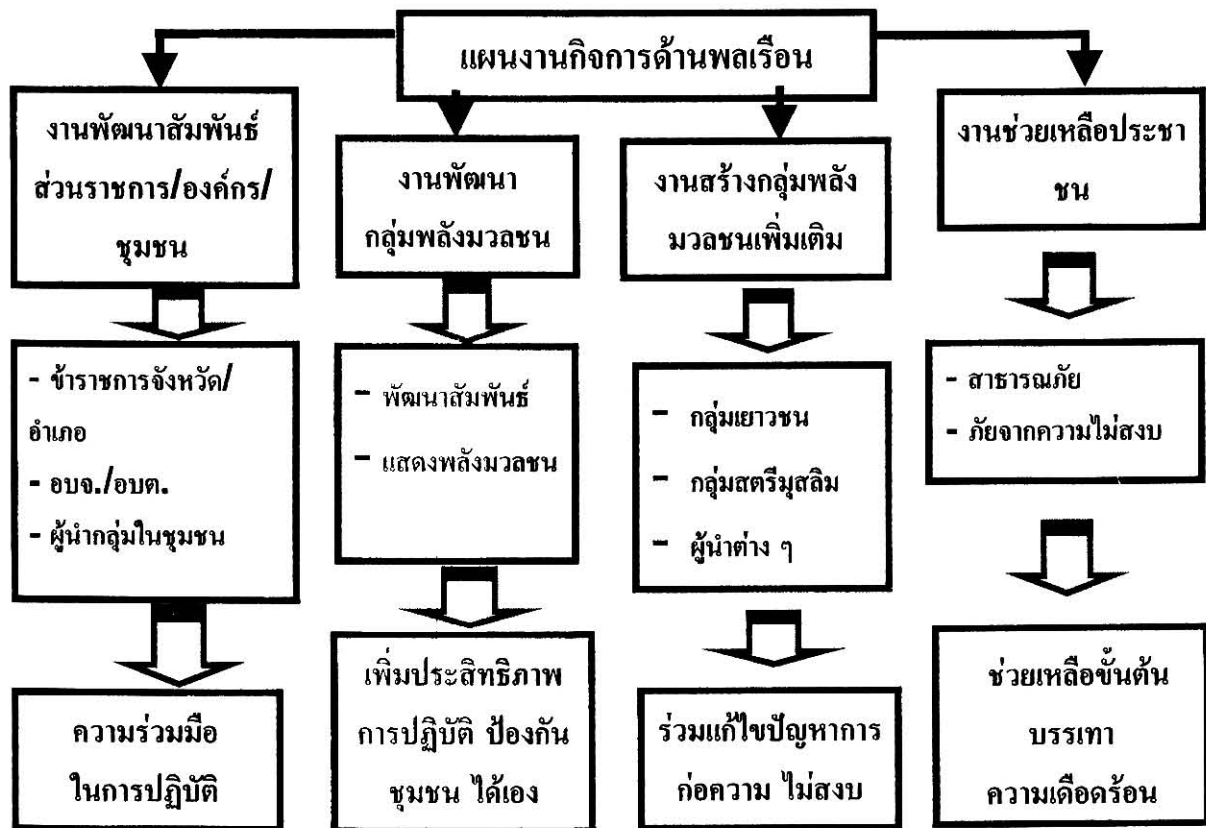 แผนงานกิจการด้านพลเรือน
งานพัฒนาสัมพันธ์
ส่วนราชการ/องค์กร/
ชุมชน
- ข้าราชการจังหวัด/
อำเภอ
- อบจ./อบต.
- ผู้นำกลุ่มในชุมชน
ความร่วมมือ
ในการปฏิบัติ
งานพัฒนา
กลุ่มพลังมวลชน
- พัฒนาสัมพันธ์
- แสดงพลังมวลชน
เพิ่มประสิทธิภาพ
การปฏิบัติ ป้องกัน
ชุมชน ได้เอง
งานสร้างกลุ่มพลัง
มวลชนเพิ่มเติม
- กลุ่มเยาวชน
- กลุ่มสตรีมุสลิม
- ผู้นำต่าง ๆ
ร่วมแก้ไขปัญหาการ
ก่อความ ไม่สงบ
งานช่วยเหลือประชา
ชน
- สาธารณภัย
- ภัยจากความไม่สงบ
ช่วยเหลือขั้นต้น
บรรเทา
ความเดือดร้อน